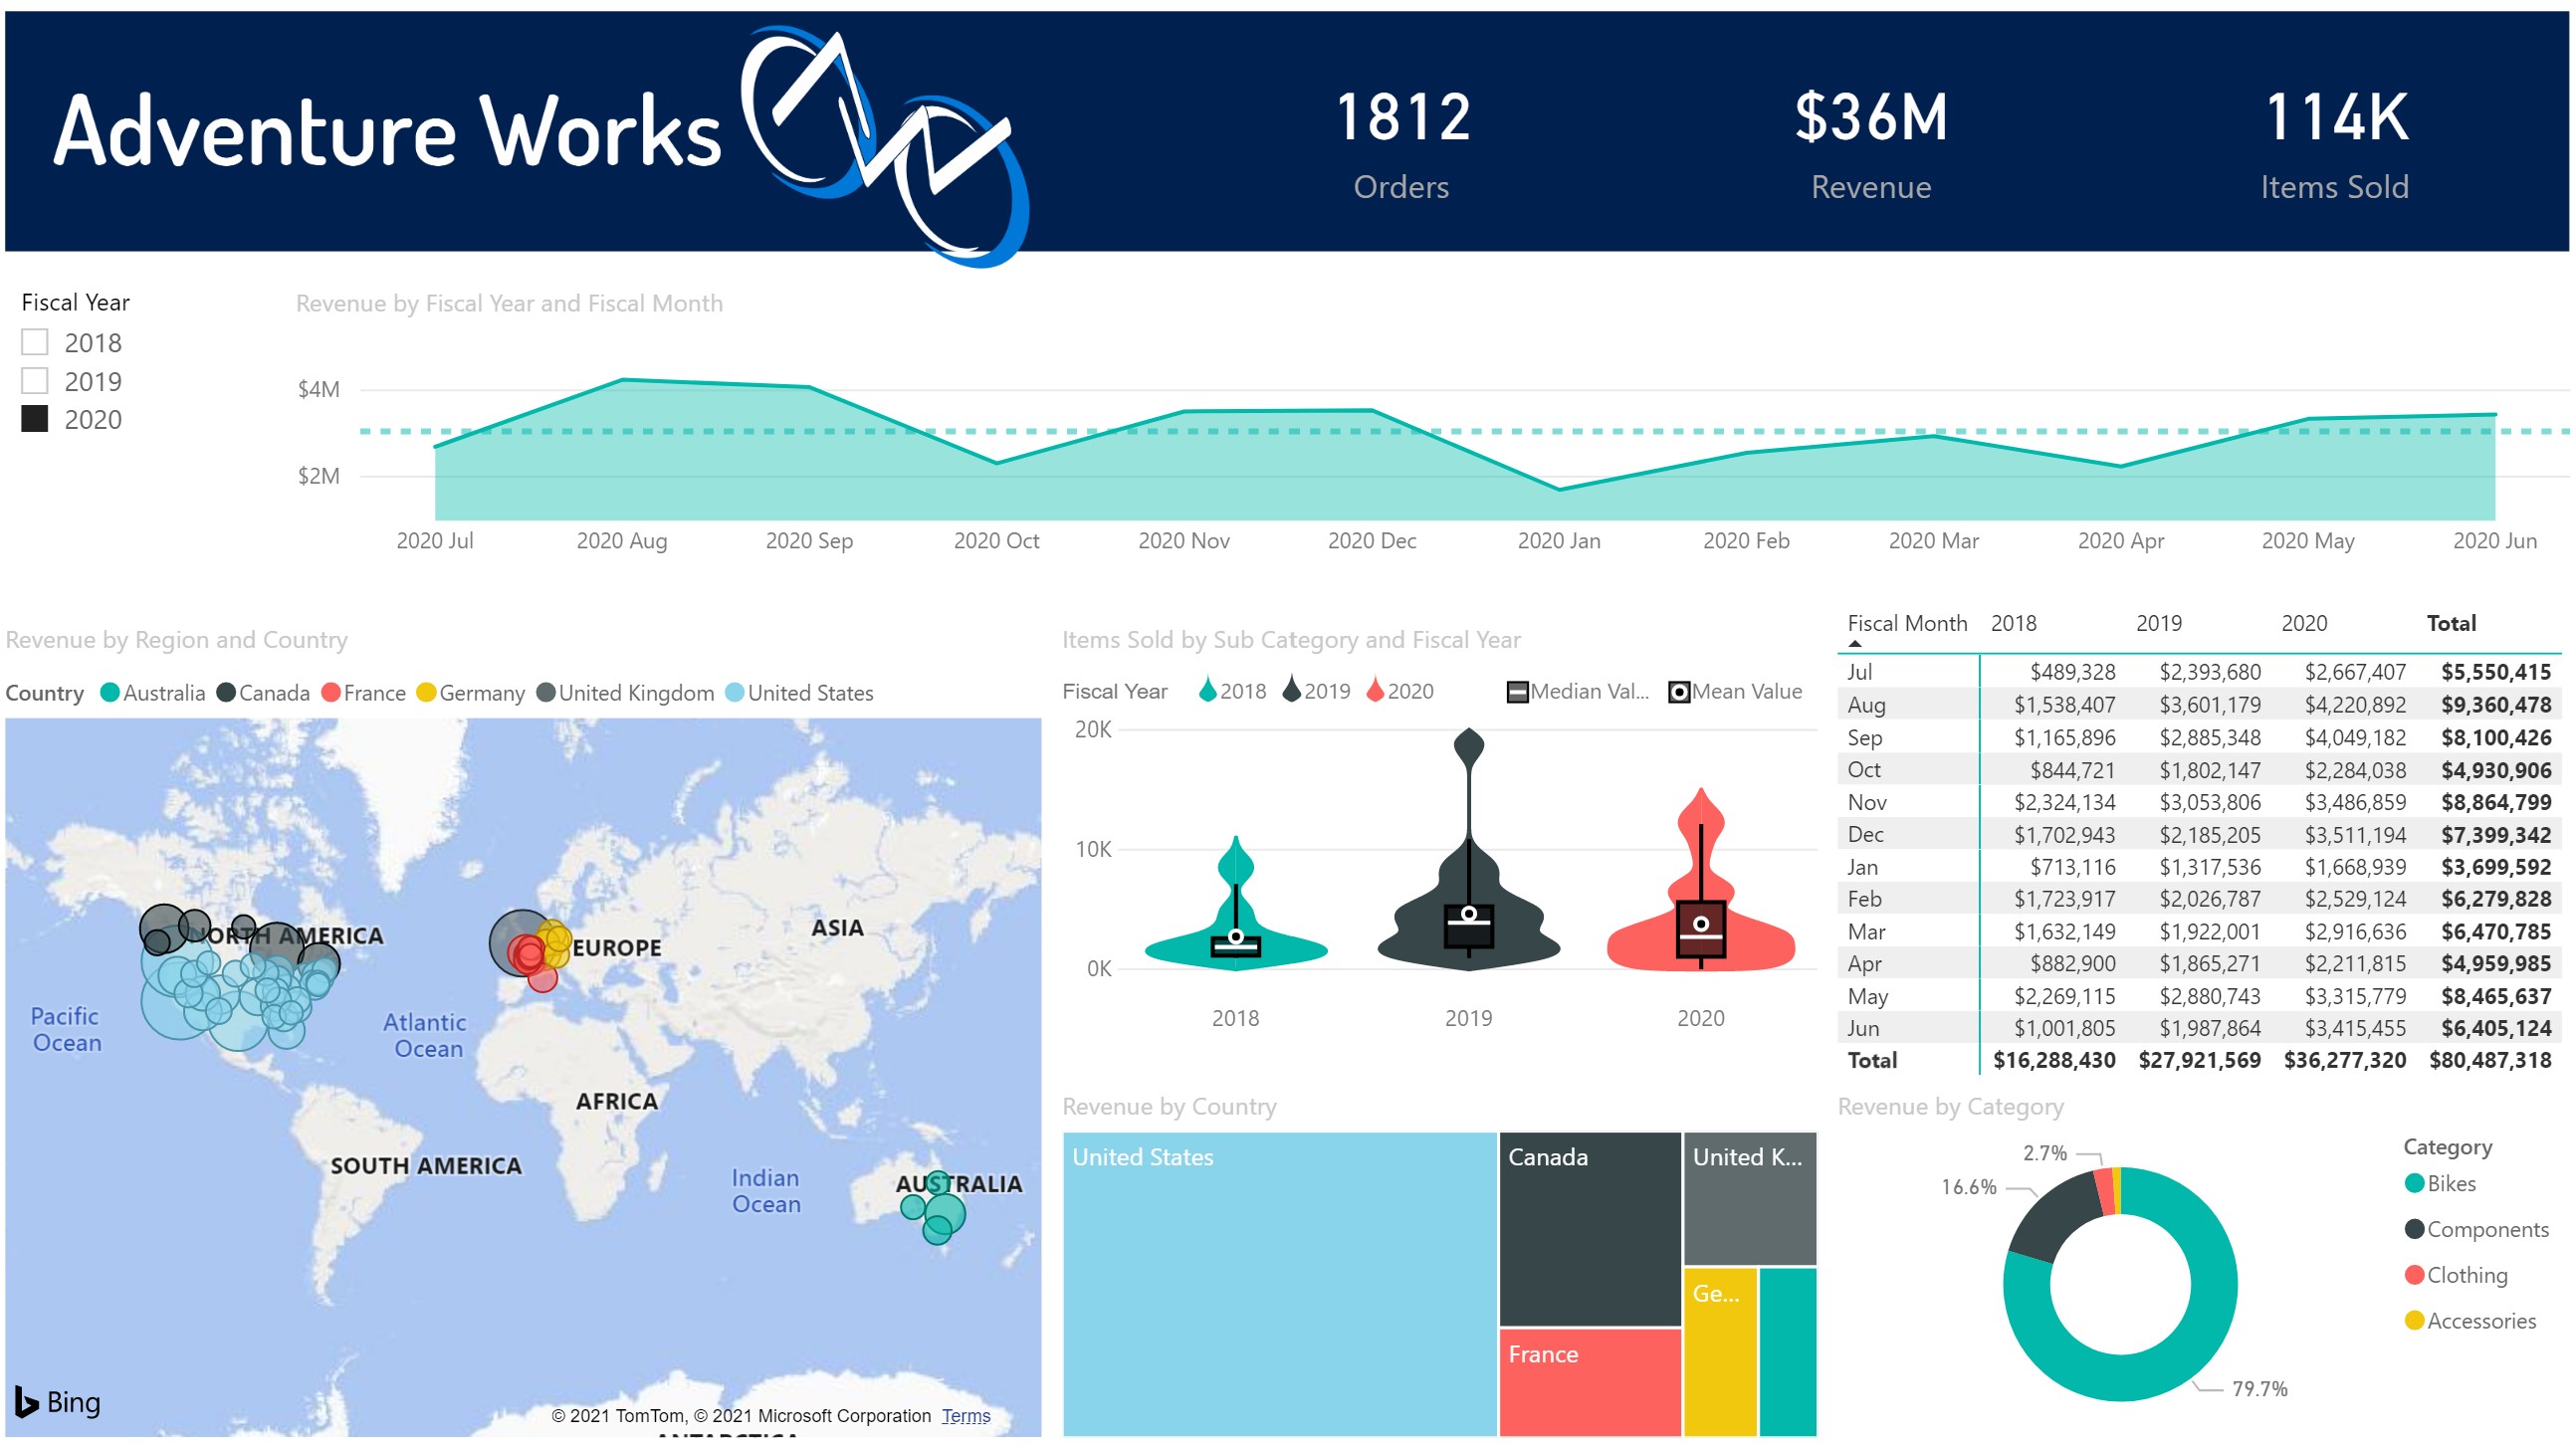 Adventure Works
1812
Orders
$36M
Revenue
114K
Items Sold
Fiscal Year
2018
2019
2020
Revenue by Fiscal Year and Fiscal Month
$4M
$2M
2020 Jul 2020 Aug 2020 Sep 2020 Oct 2020 Nov 2020 Dec 2020 Jan 2020 Feb 2020 Mar 2020 Apr 2020 May 2020 Jun
Revenue by Region and Country
Country Australia Canada France Germany United Kingdom United States
NORTH AMERICA
EUROPE
ASIA
Pacific
Ocean
Atlantic
Ocean
AFRICA
SOUTH AMERICA
Indian
Ocean
AUSTRALIA
Bing
© 2021 TomTom, © 2021 Microsoft Corporation Terms
ANTARCTICA
Items Sold by Sub Category and Fiscal Year
Fiscal Year 2018 2019 2020 Median Val... Mean Value
20K
10K
0K
2018 2019 2020
Fiscal Month 2018 2019 2020 Total
Jul $489,328 $2,393,680 $2,667,407 $5,550,415
Aug $1,538,407 $3,601,179 $4,220,892 $9,360,478
Sep $1,165,896 $2,885,348 $4,049,182 $8,100,426
Oct $844,721 $1,802,147 $2,284,038 $4,930,906
Nov $2,324,134 $3,053,806 $3,486,859 $8,864,799
Dec $1,702,943 $2,185,205 $3,511,194 $7,399,342
Jan $713,116 $1,317,536 $1,668,939 $3,699,592
Feb $1,723,917 $2,026,787 $2,529,124 $6,279,828
Mar $1,632,149 $1,922,001 $2,916,636 $6,470,785
Apr $882,900 $1,865,271 $2,211,815 $4,959,985
May $2,269,115 $2,880,743 $3,315,779 $8,465,637
Jun $1,001,805 $1,987,864 $3,415,455 $6,405,124
Total $16,288,430 $27,921,569 $36,277,320 $80,487,318
Revenue by Country
United States
Canada
United K...
France
Ge...
Revenue by Category
2.7%
16.6%
79.7%
Category
Bikes
Components
Clothing
Accessories